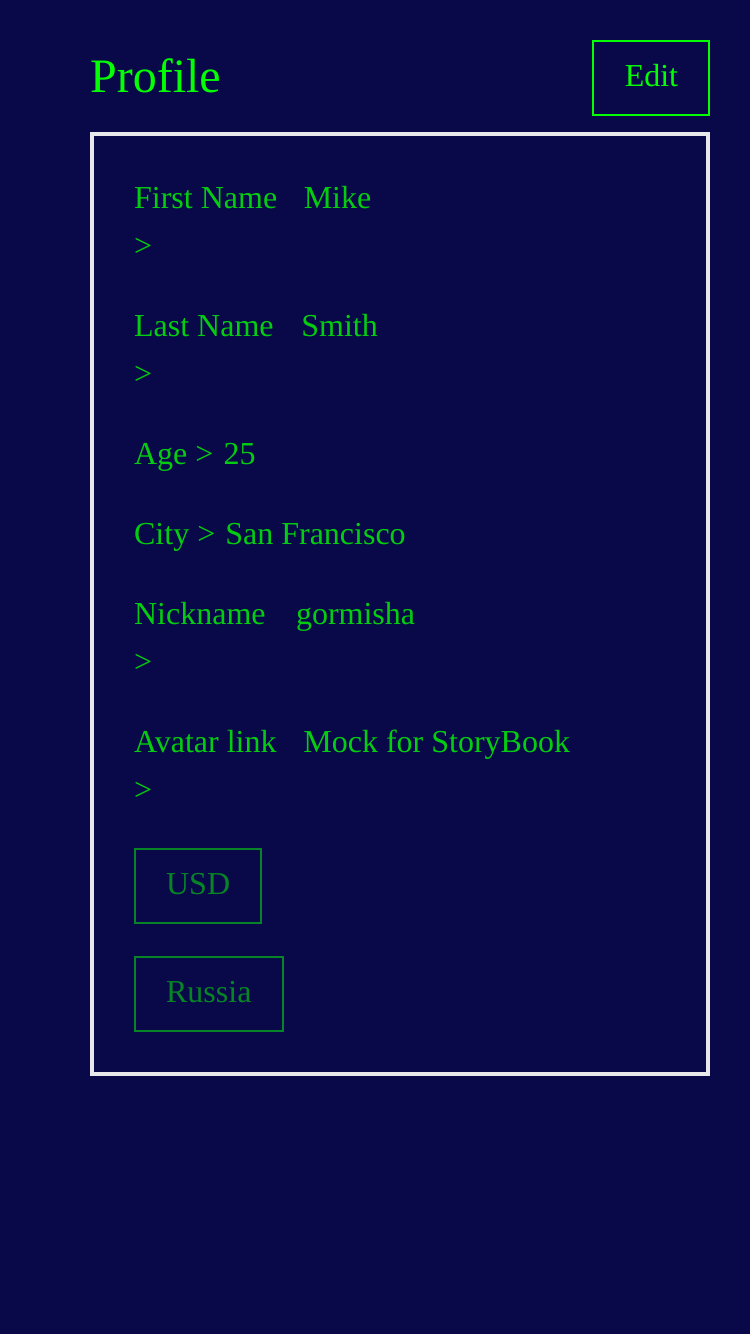 Profile
Edit
First Name Mike
>
Last Name Smith
>
Age > 25
City > San Francisco
Nickname gormisha
>
Avatar link Mock for StoryBook
>
USD
Russia